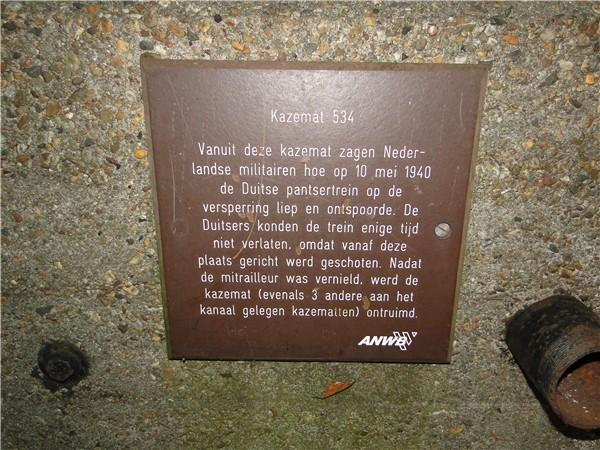 Kazemat 534
Vanuit deze kazemat zagen Neder-
landse militairen hoe op 10 mei 1940
de Duitse pantsertrein op de
versperring liep en ontspoorde. De
Duitsers konden de trein enige tijd
niet verlaten, omdat vanaf deze
plaats gericht werd geschoten. Nadat
de mitrailleur was vernield, werd de
kazemat (evenals 3 andere aan het
kanaal gelegen kazematten) ontruimd.
ANWB